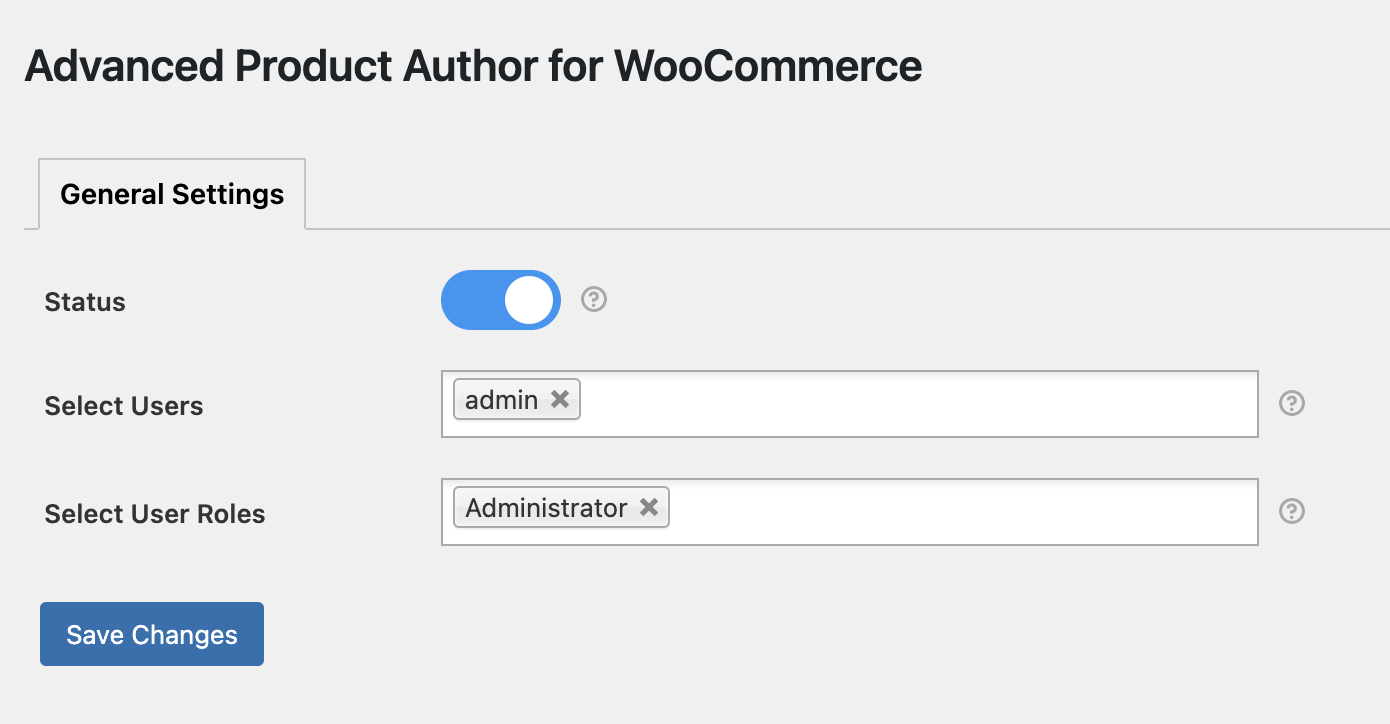 Advanced Product Author for WooCommerce
General Settings
Status
Select Users
admin
Select User Roles
Administrator
Save Changes